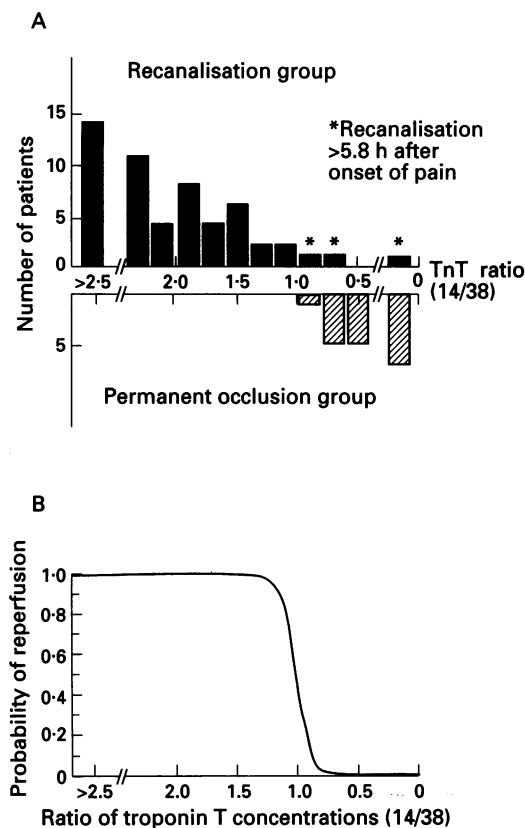 A
Recanalisation group
*Recanalisation
>5.8 h after
onset of pain
Number of patients
15
10
5
0
* * *
>2·5 2·0 1·5 1·0 0·5 0
TnT ratio
(14/38)
5
Permanent occlusion group
B
Probability of reperfusion
1·0
0·8
0·6
0·4
0·2
0
>2.5 2.0 1.5 1.0 0.5 0
Ratio of troponin T concentrations (14/38)